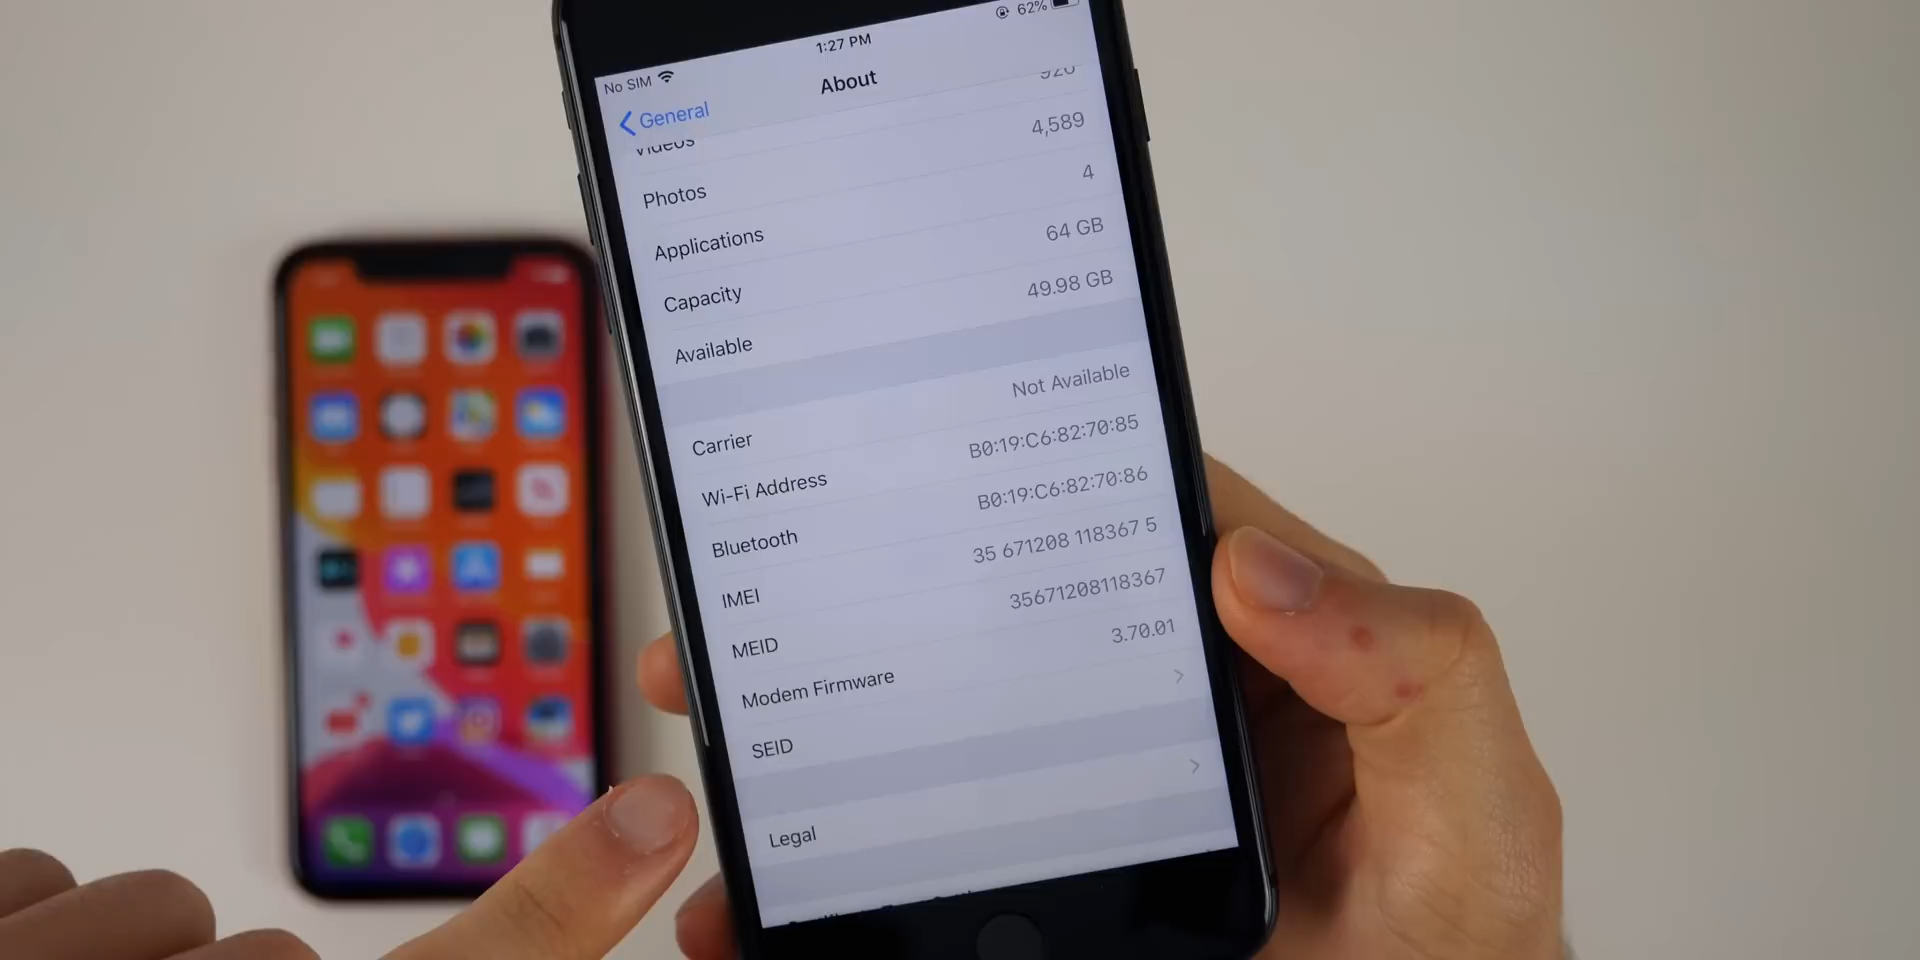 No SIM
1:27 PM
62%
General
About
920
Videos
4,589
Photos
4
Applications
64 GB
Capacity
49.98 GB
Available
Not Available
Carrier
B0:19:C6:82:70:85
Wi-Fi Address
B0:19:C6:82:70:86
Bluetooth
35 671208 118367 5
IMEI
35671208118367
MEID
3.70.01
Modem Firmware
SEID
Legal